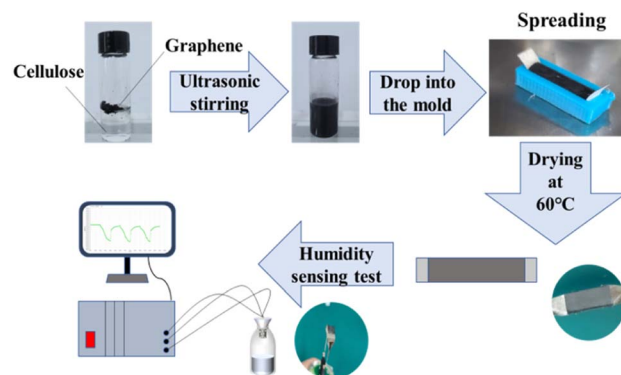 Spreading
Graphene
Cellulose
Ultrasonic
stirring
Drop into
the mold
Drying
at
60℃
Humidity
sensing test